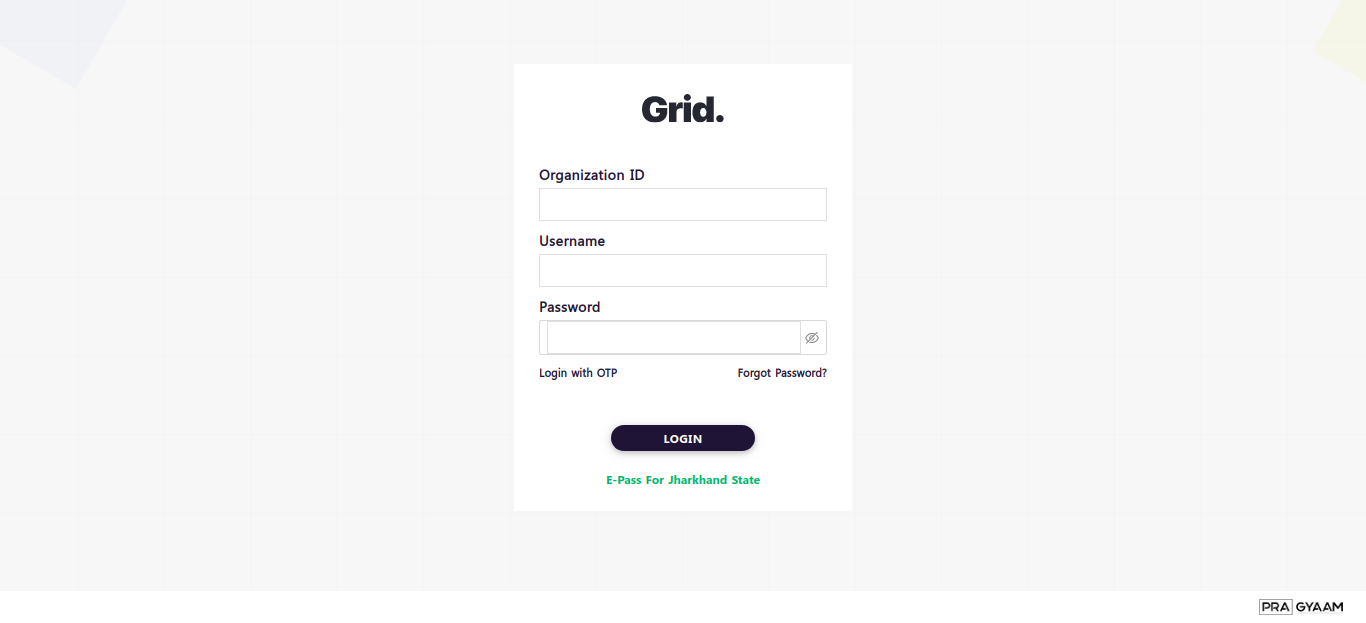 Grid.
Organization ID
Username
Password
Login with OTP
Forgot Password?
LOGIN
E-Pass For Jharkhand State
PRA GYAAM